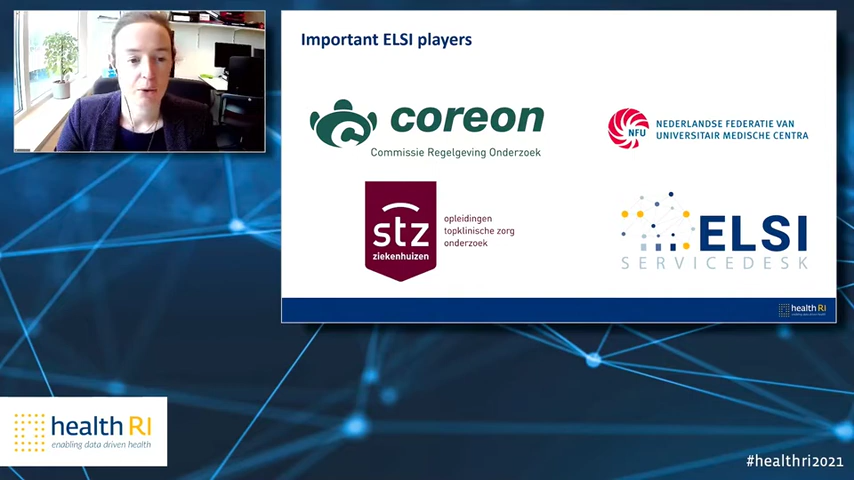 Important ELSI players
coreon
Commissie Regelgeving Onderzoek
NFU
NEDERLANDSE FEDERATIE VAN
UNIVERSITAIR MEDISCHE CENTRA
stz
ziekenhuizen
opleidingen
topklinische zorg
onderzoek
ELSI
SERVICEDESK
health RI
health RI
enabling data driven health
#healthri2021